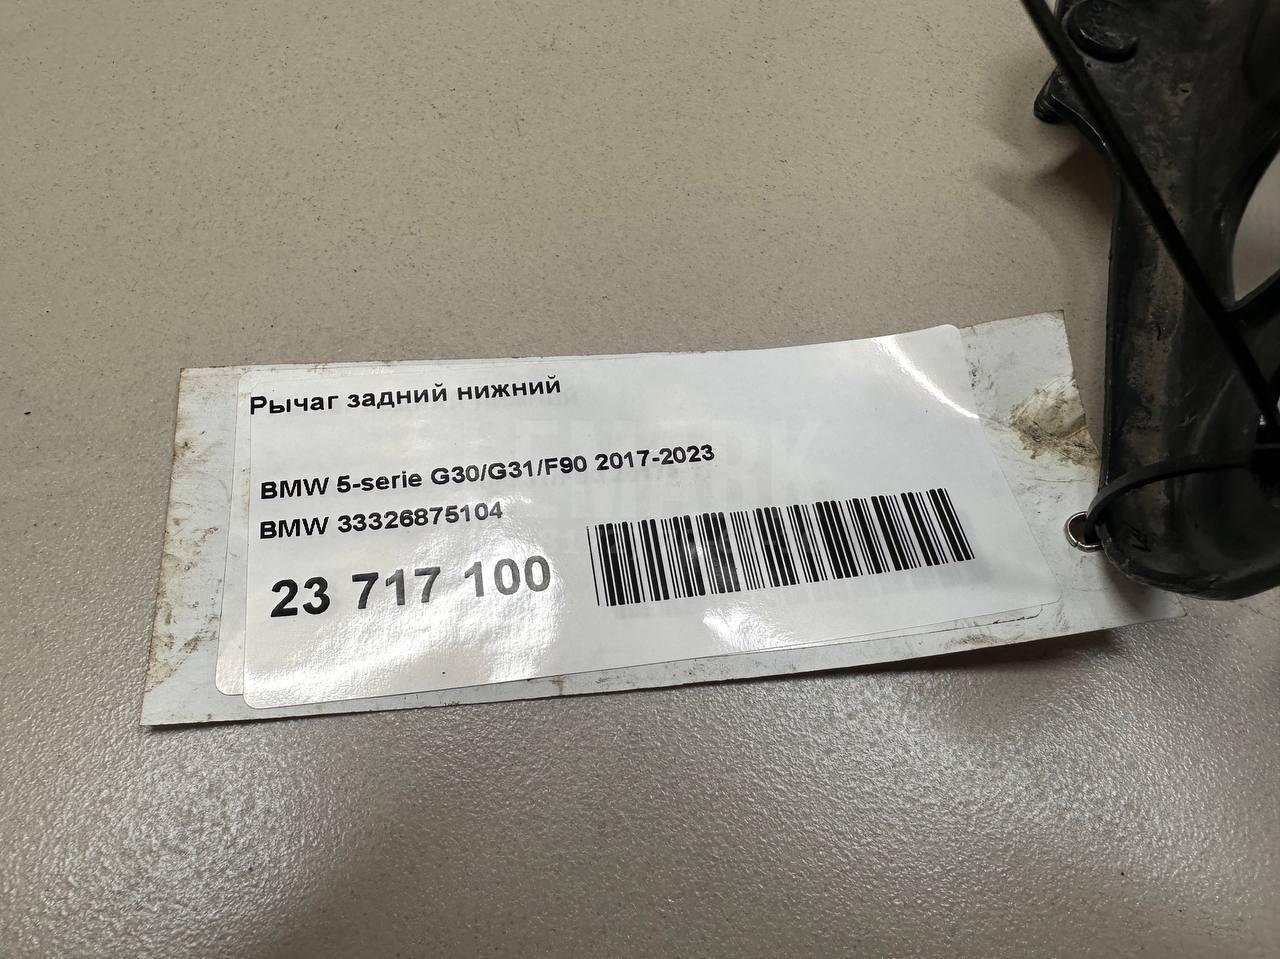 Рычаг задний нижний
BMW 5-serie G30/G31/F90 2017-2023
BMW 33326875104
23 717 100